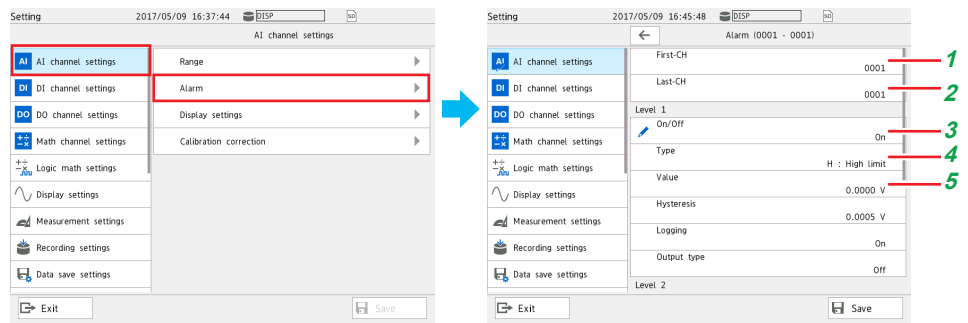 Setting 2017/05/09 16:37:44 DISP SD
AI channel settings
AI AI channel settings
DI DI channel settings
DO DO channel settings
Math channel settings
Logic math settings
Display settings
Measurement settings
Recording settings
Data save settings
Range
Alarm
Display settings
Calibration correction
Exit Save
Setting 2017/05/09 16:45:48 DISP SD
Alarm (0001 - 0001)
AI AI channel settings
DI DI channel settings
DO DO channel settings
Math channel settings
Logic math settings
Display settings
Measurement settings
Recording settings
Data save settings
First-CH
0001 1
Last-CH
0001 2
Level 1
On/Off
On 3
Type
H : High limit 4
Value
0.0000 V 5
Hysteresis
0.0005 V
Logging
On
Output type
Off
Level 2
Exit Save